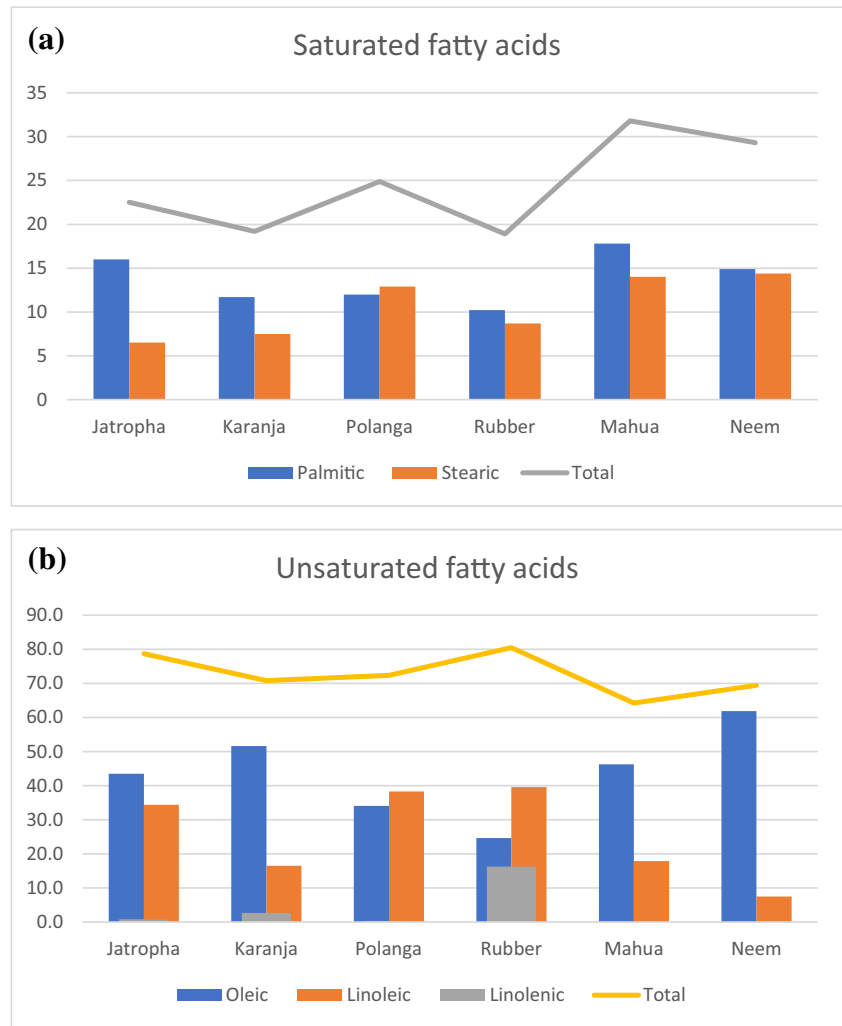 (a)
Saturated fatty acids
35
30
25
20
15
10
5
0
Jatropha Karanja Polanga Rubber Mahua Neem
Palmitic Stearic Total
(b)
Unsaturated fatty acids
90.0
80.0
70.0
60.0
50.0
40.0
30.0
20.0
10.0
0.0
Jatropha Karanja Polanga Rubber Mahua Neem
Oleic Linoleic Linolenic Total